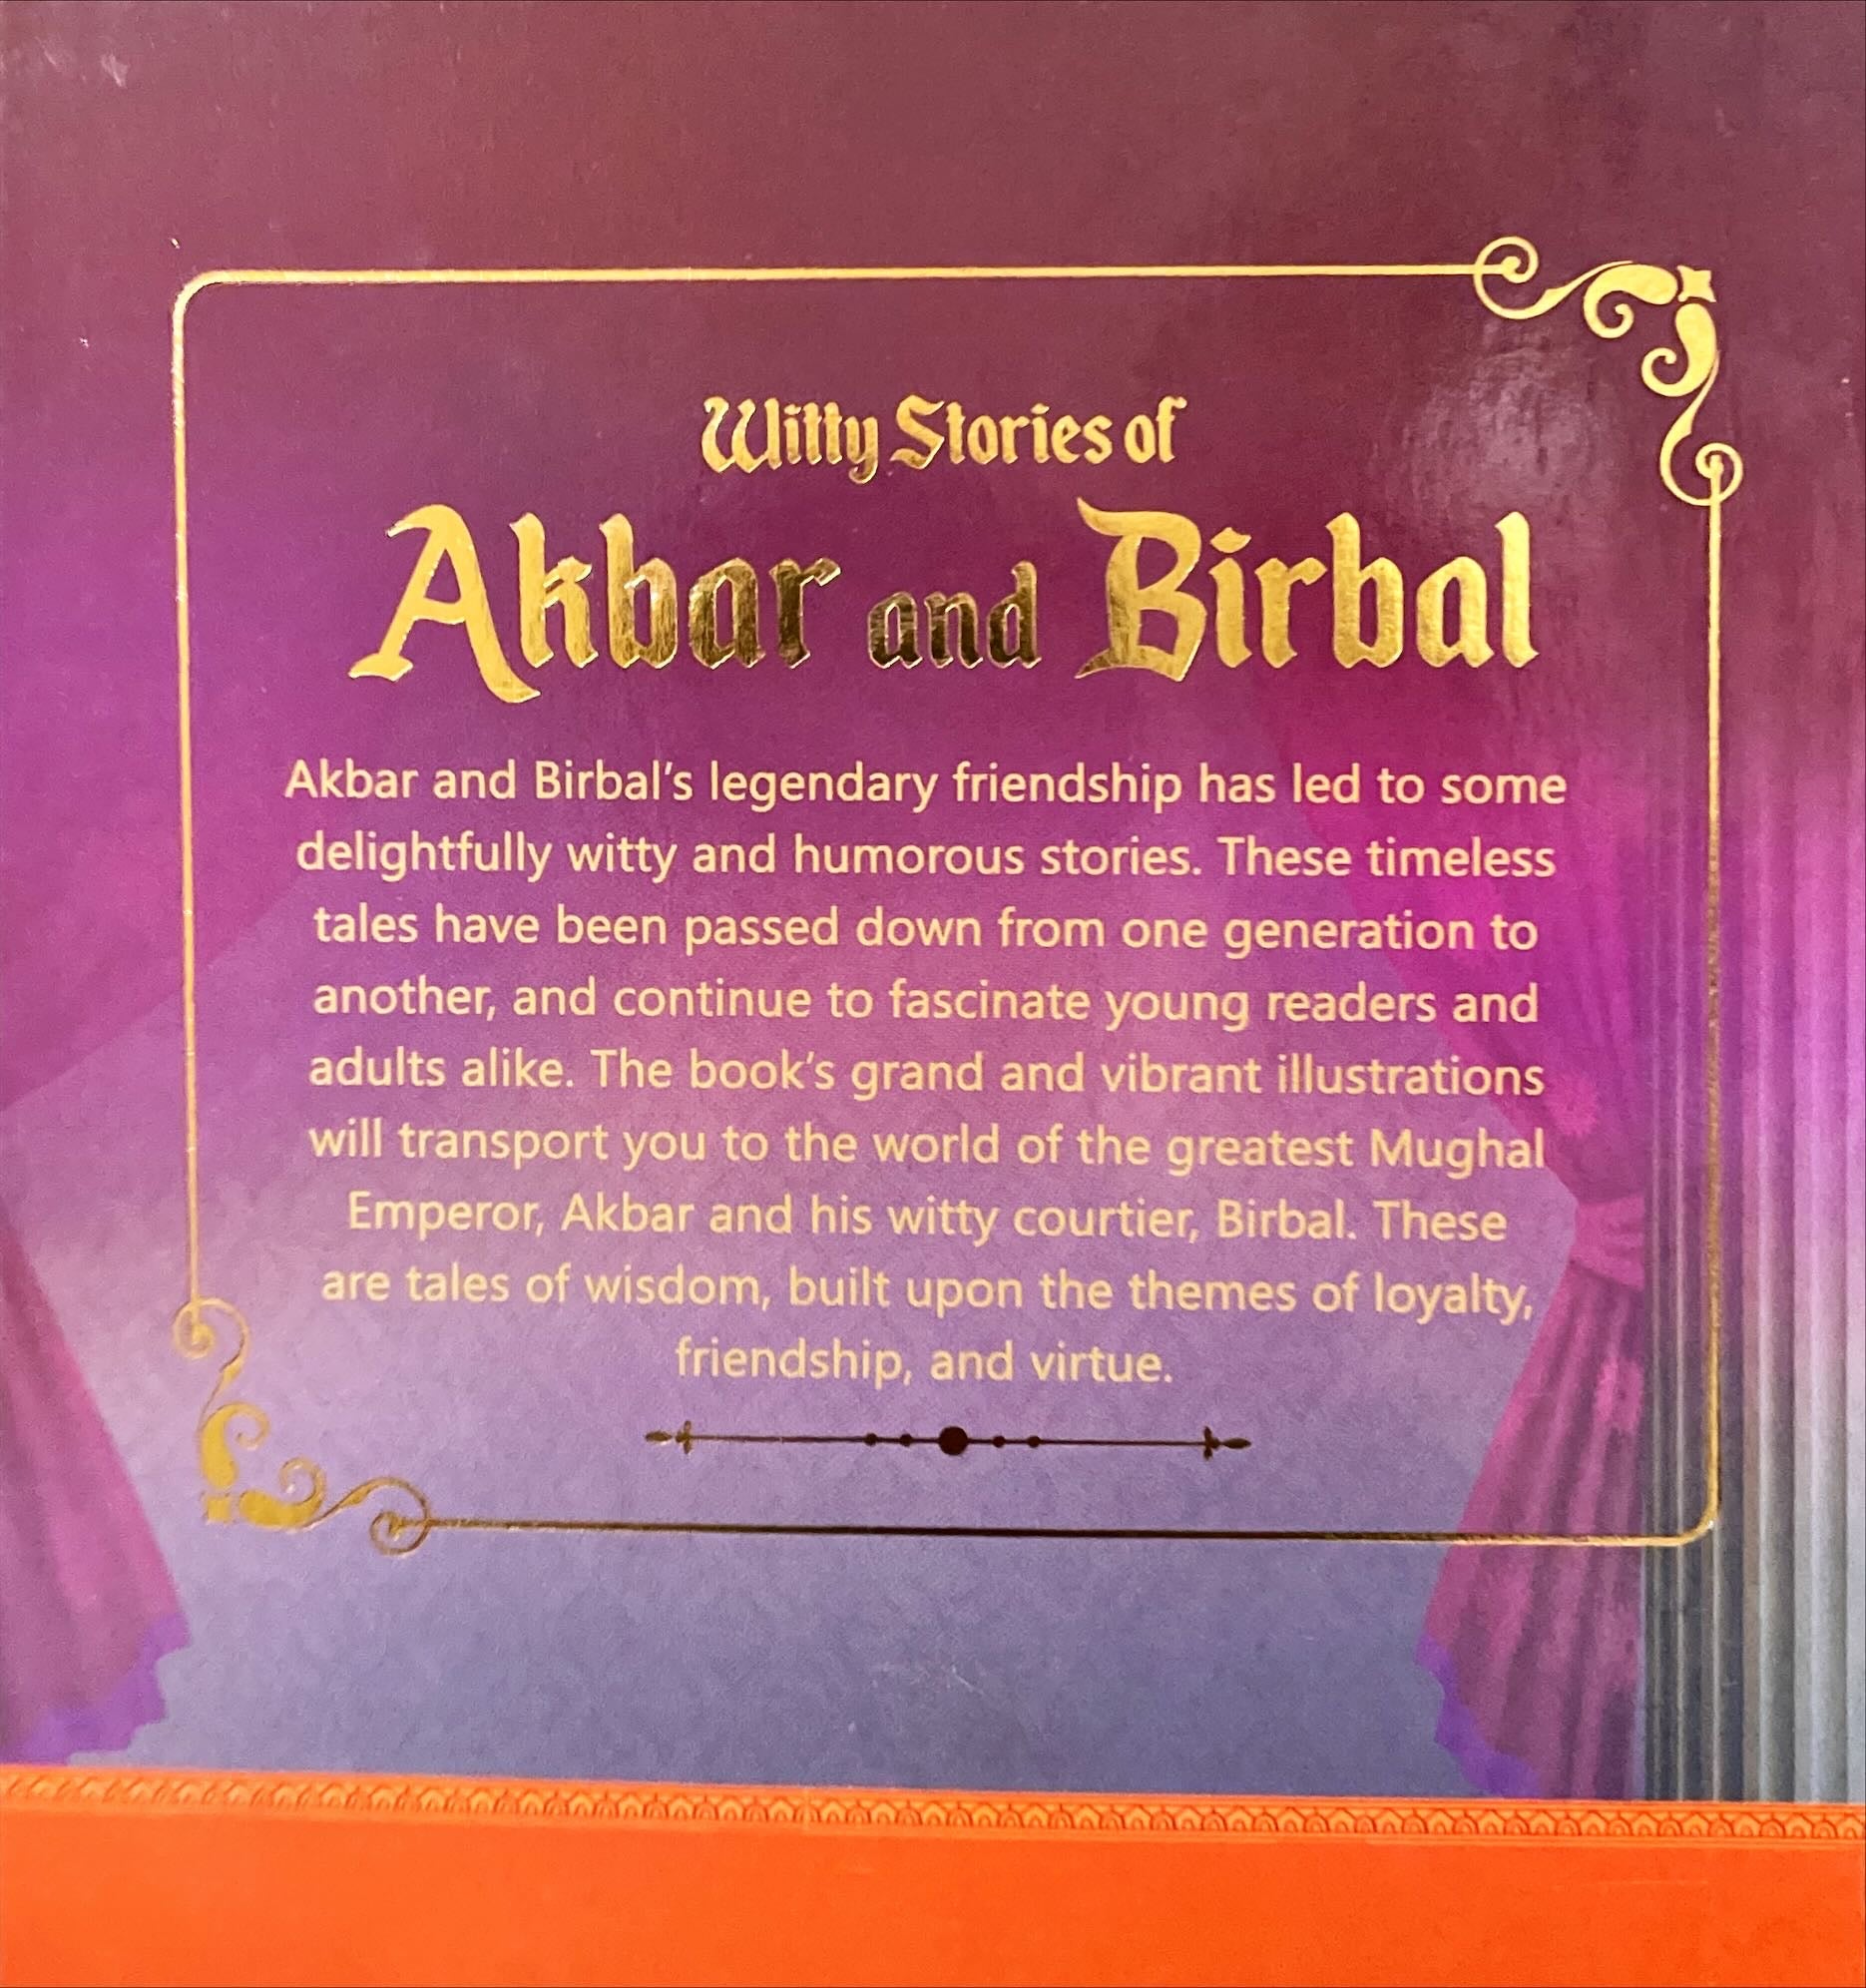 Witty Stories of
Akbar and Birbal
Akbar and Birbal's legendary friendship has led to some
delightfully witty and humorous stories. These timeless
tales have been passed down from one generation to
another, and continue to fascinate young readers and
adults alike. The book's grand and vibrant illustrations
will transport you to the world of the greatest Mughal
Emperor, Akbar and his witty courtier, Birbal. These
are tales of wisdom, built upon the themes of loyalty,
friendship, and virtue.